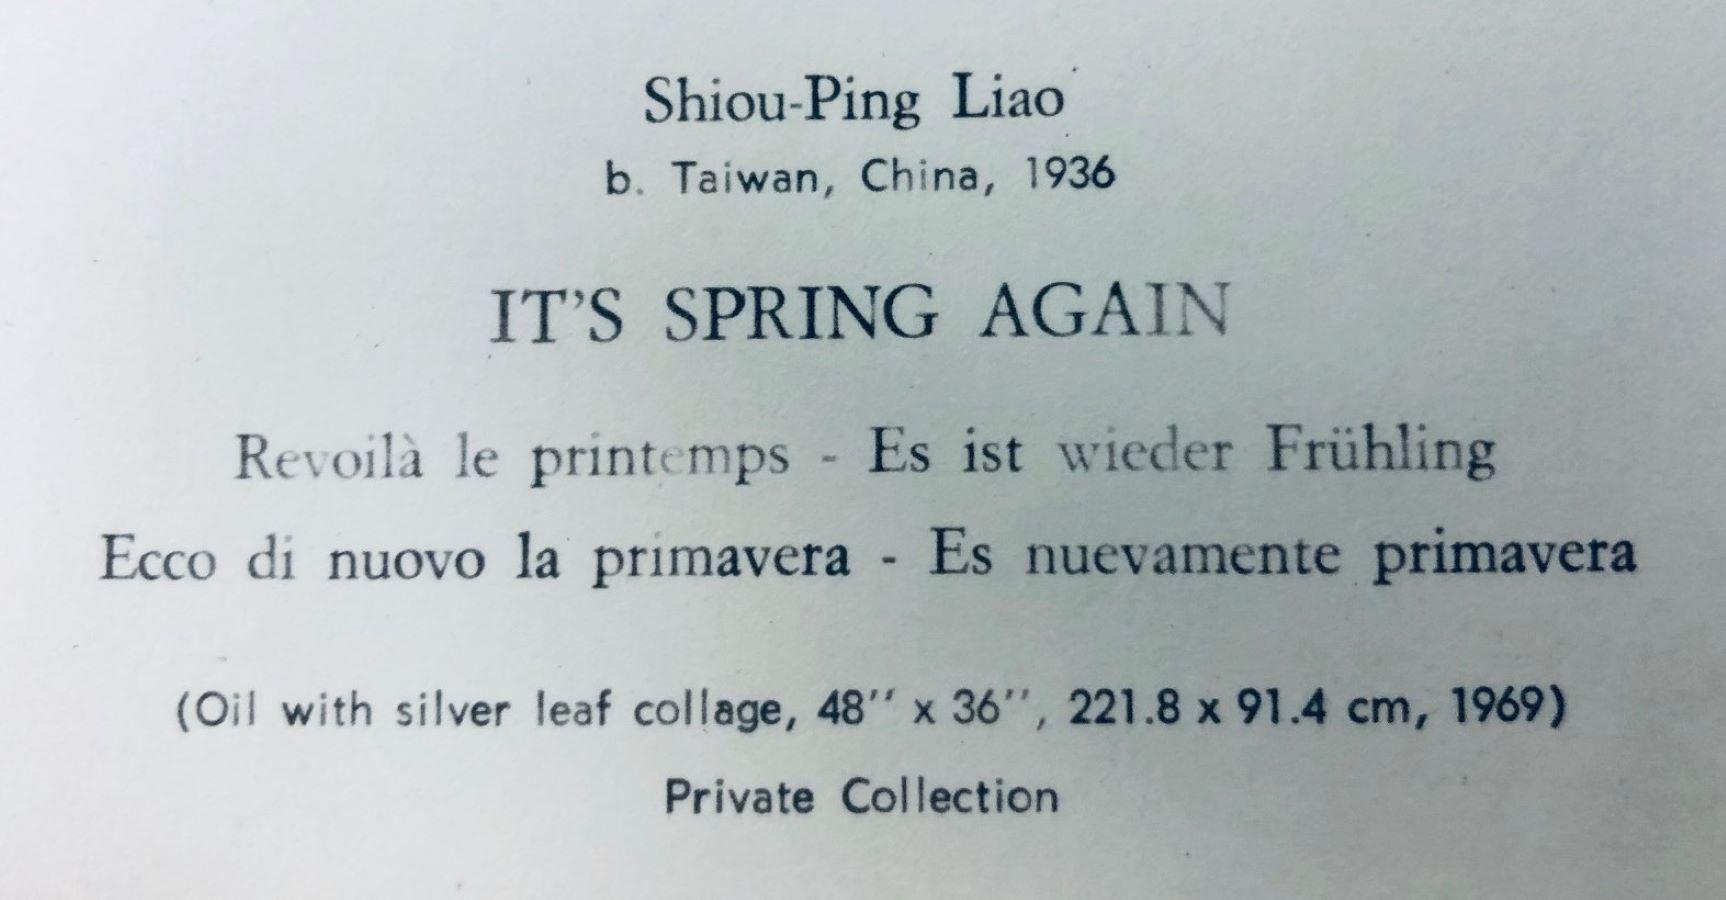 Shiou-Ping Liao
b. Taiwan, China, 1936
IT'S SPRING AGAIN
Revoilà le printemps - Es ist wieder Frühling
Ecco di nuovo la primavera - Es nuevamente primavera
(Oil with silver leaf collage, 48'' x 36'', 221.8 x 91.4 cm, 1969)
Private Collection